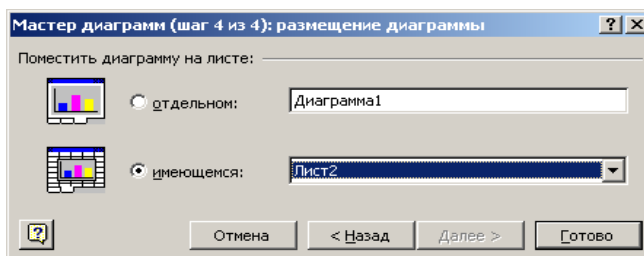 Мастер диаграмм (шаг 4 из 4): размещение диаграммы
Поместить диаграмму на листе:
отдельном: Диаграмма1
имеющемся: Лист2
Отмена < Назад Далее > Готово